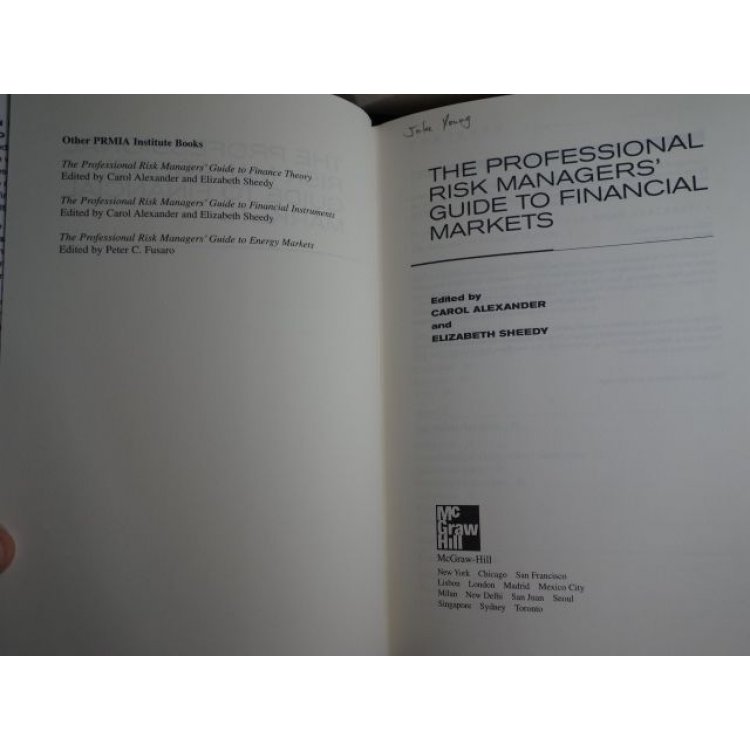 Other PRMIA Institute Books
The Professional Risk Managers' Guide to Finance Theory
Edited by Carol Alexander and Elizabeth Sheedy
The Professional Risk Managers' Guide to Financial Instruments
Edited by Carol Alexander and Elizabeth Sheedy
The Professional Risk Managers' Guide to Energy Markets
Edited by Peter C. Fusaro
Young
THE PROFESSIONAL
RISK MANAGERS'
GUIDE TO FINANCIAL
MARKETS
Edited by
CAROL ALEXANDER
and
ELIZABETH SHEEDY
Mc
Graw
Hill
McGraw-Hill
New York Chicago San Francisco
Lisbon London Madrid Mexico City
Milan New Delhi San Juan Seoul
Singapore Sydney Toronto